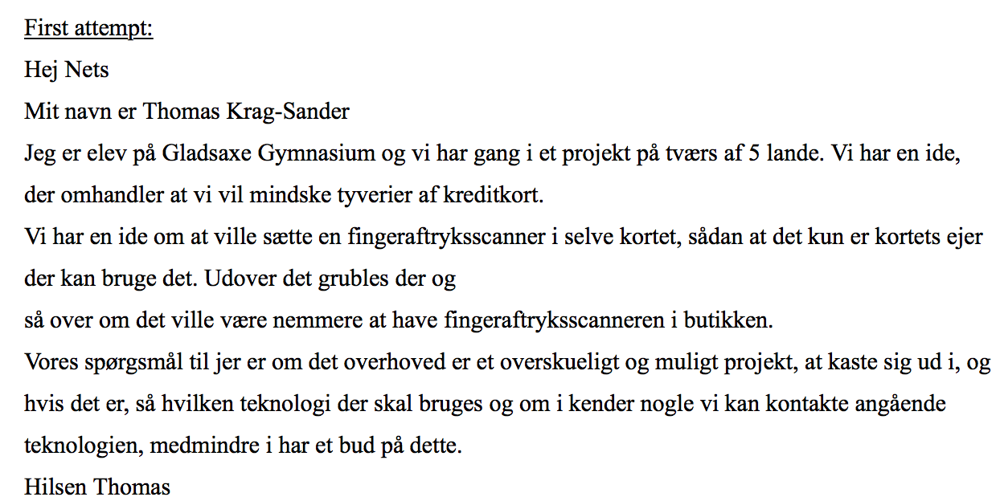 First attempt:
Hej Nets
Mit navn er Thomas Krag-Sander
Jeg er elev på Gladsaxe Gymnasium og vi har gang i et projekt på tværs af 5 lande. Vi har en ide,
der omhandler at vi vil mindske tyverier af kreditkort.
Vi har en ide om at ville sætte en fingeraftryksscanner i selve kortet, sådan at det kun er kortets ejer
der kan bruge det. Udover det grubles der og
så over om det ville være nemmere at have fingeraftryksscanneren i butikken.
Vores spørgsmål til jer er om det overhoved er et overskueligt og muligt projekt, at kaste sig ud i, og
hvis det er, så hvilken teknologi der skal bruges og om i kender nogle vi kan kontakte angående
teknologien, medmindre i har et bud på dette.
Hilsen Thomas